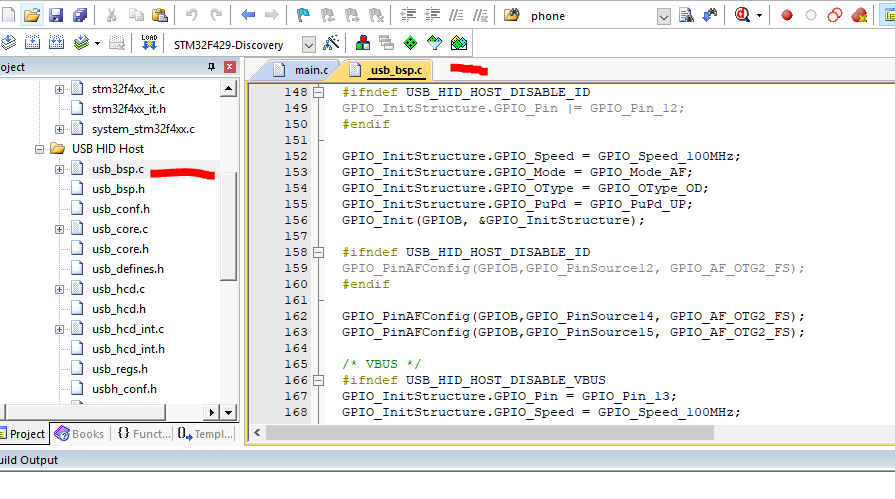 phone
LOAD
STM32F429-Discovery
oject
stm32f4xx_it.c
stm32f4xx_it.h
system_stm32f4xx.c
USB HID Host
usb_bsp.c
usb_bsp.h
usb_conf.h
usb_core.c
usb_core.h
usb_defines.h
usb_hcd.c
usb_hcd.h
usb_hcd_int.c
usb_hcd_int.h
usb_regs.h
usbh_conf.h
Project
Books
{} Funct...
Templ...
main.c
usb_bsp.c
148 #ifndef USB_HID_HOST_DISABLE_ID
149 GPIO_InitStructure.GPIO_Pin |= GPIO_Pin_12;
150 #endif
151
152 GPIO_InitStructure.GPIO_Speed = GPIO_Speed_100MHz;
153 GPIO_InitStructure.GPIO_Mode = GPIO_Mode_AF;
154 GPIO_InitStructure.GPIO_OType = GPIO_OType_OD;
155 GPIO_InitStructure.GPIO_PuPd = GPIO_PuPd_UP;
156 GPIO_Init(GPIOB, &GPIO_InitStructure);
157
158 #ifndef USB_HID_HOST_DISABLE_ID
159 GPIO_PinAFConfig(GPIOB,GPIO_PinSource12, GPIO_AF_OTG2_FS);
160 #endif
161
162 GPIO_PinAFConfig(GPIOB,GPIO_PinSource14, GPIO_AF_OTG2_FS);
163 GPIO_PinAFConfig(GPIOB,GPIO_PinSource15, GPIO_AF_OTG2_FS);
164
165 /* VBUS */
166 #ifndef USB_HID_HOST_DISABLE_VBUS
167 GPIO_InitStructure.GPIO_Pin = GPIO_Pin_13;
168 GPIO_InitStructure.GPIO_Speed = GPIO_Speed_100MHz;
uild Output